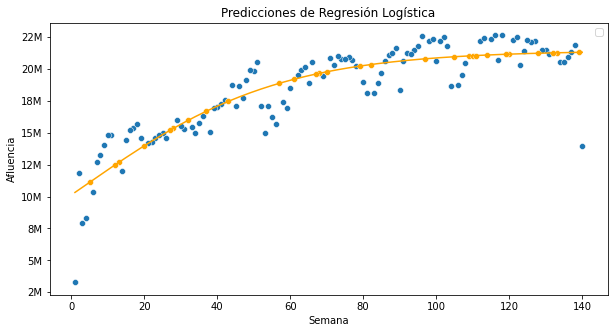 Predicciones de Regresión Logística
22M
20M
18M
15M
12M
10M
8M
5M
2M
Afluencia
0 20 40 60 80 100 120 140
Semana